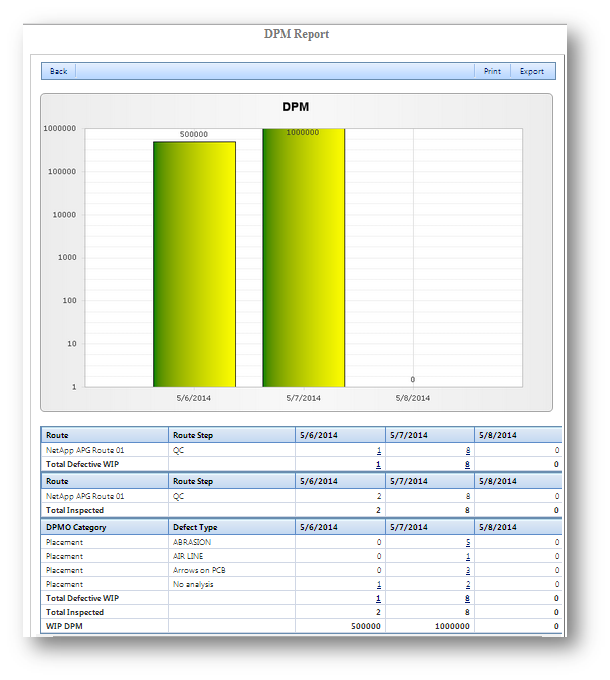 DPM Report
Back Print Export
DPM
1000000
100000
10000
1000
100
10
1
500000
1000000
0
5/6/2014 5/7/2014 5/8/2014
Route Route Step 5/6/2014 5/7/2014 5/8/2014
NetApp APG Route 01 QC 1 8 0
Total Defective WIP 1 8 0
Route Route Step 5/6/2014 5/7/2014 5/8/2014
NetApp APG Route 01 QC 2 8 0
Total Inspected 2 8 0
DPMO Category Defect Type 5/6/2014 5/7/2014 5/8/2014
Placement ABRASION 0 5 0
Placement AIR LINE 0 1 0
Placement Arrows on PCB 0 3 0
Placement No analysis 1 2 0
Total Defective WIP 1 8 0
Total Inspected 2 8 0
WIP DPM 500000 1000000 0